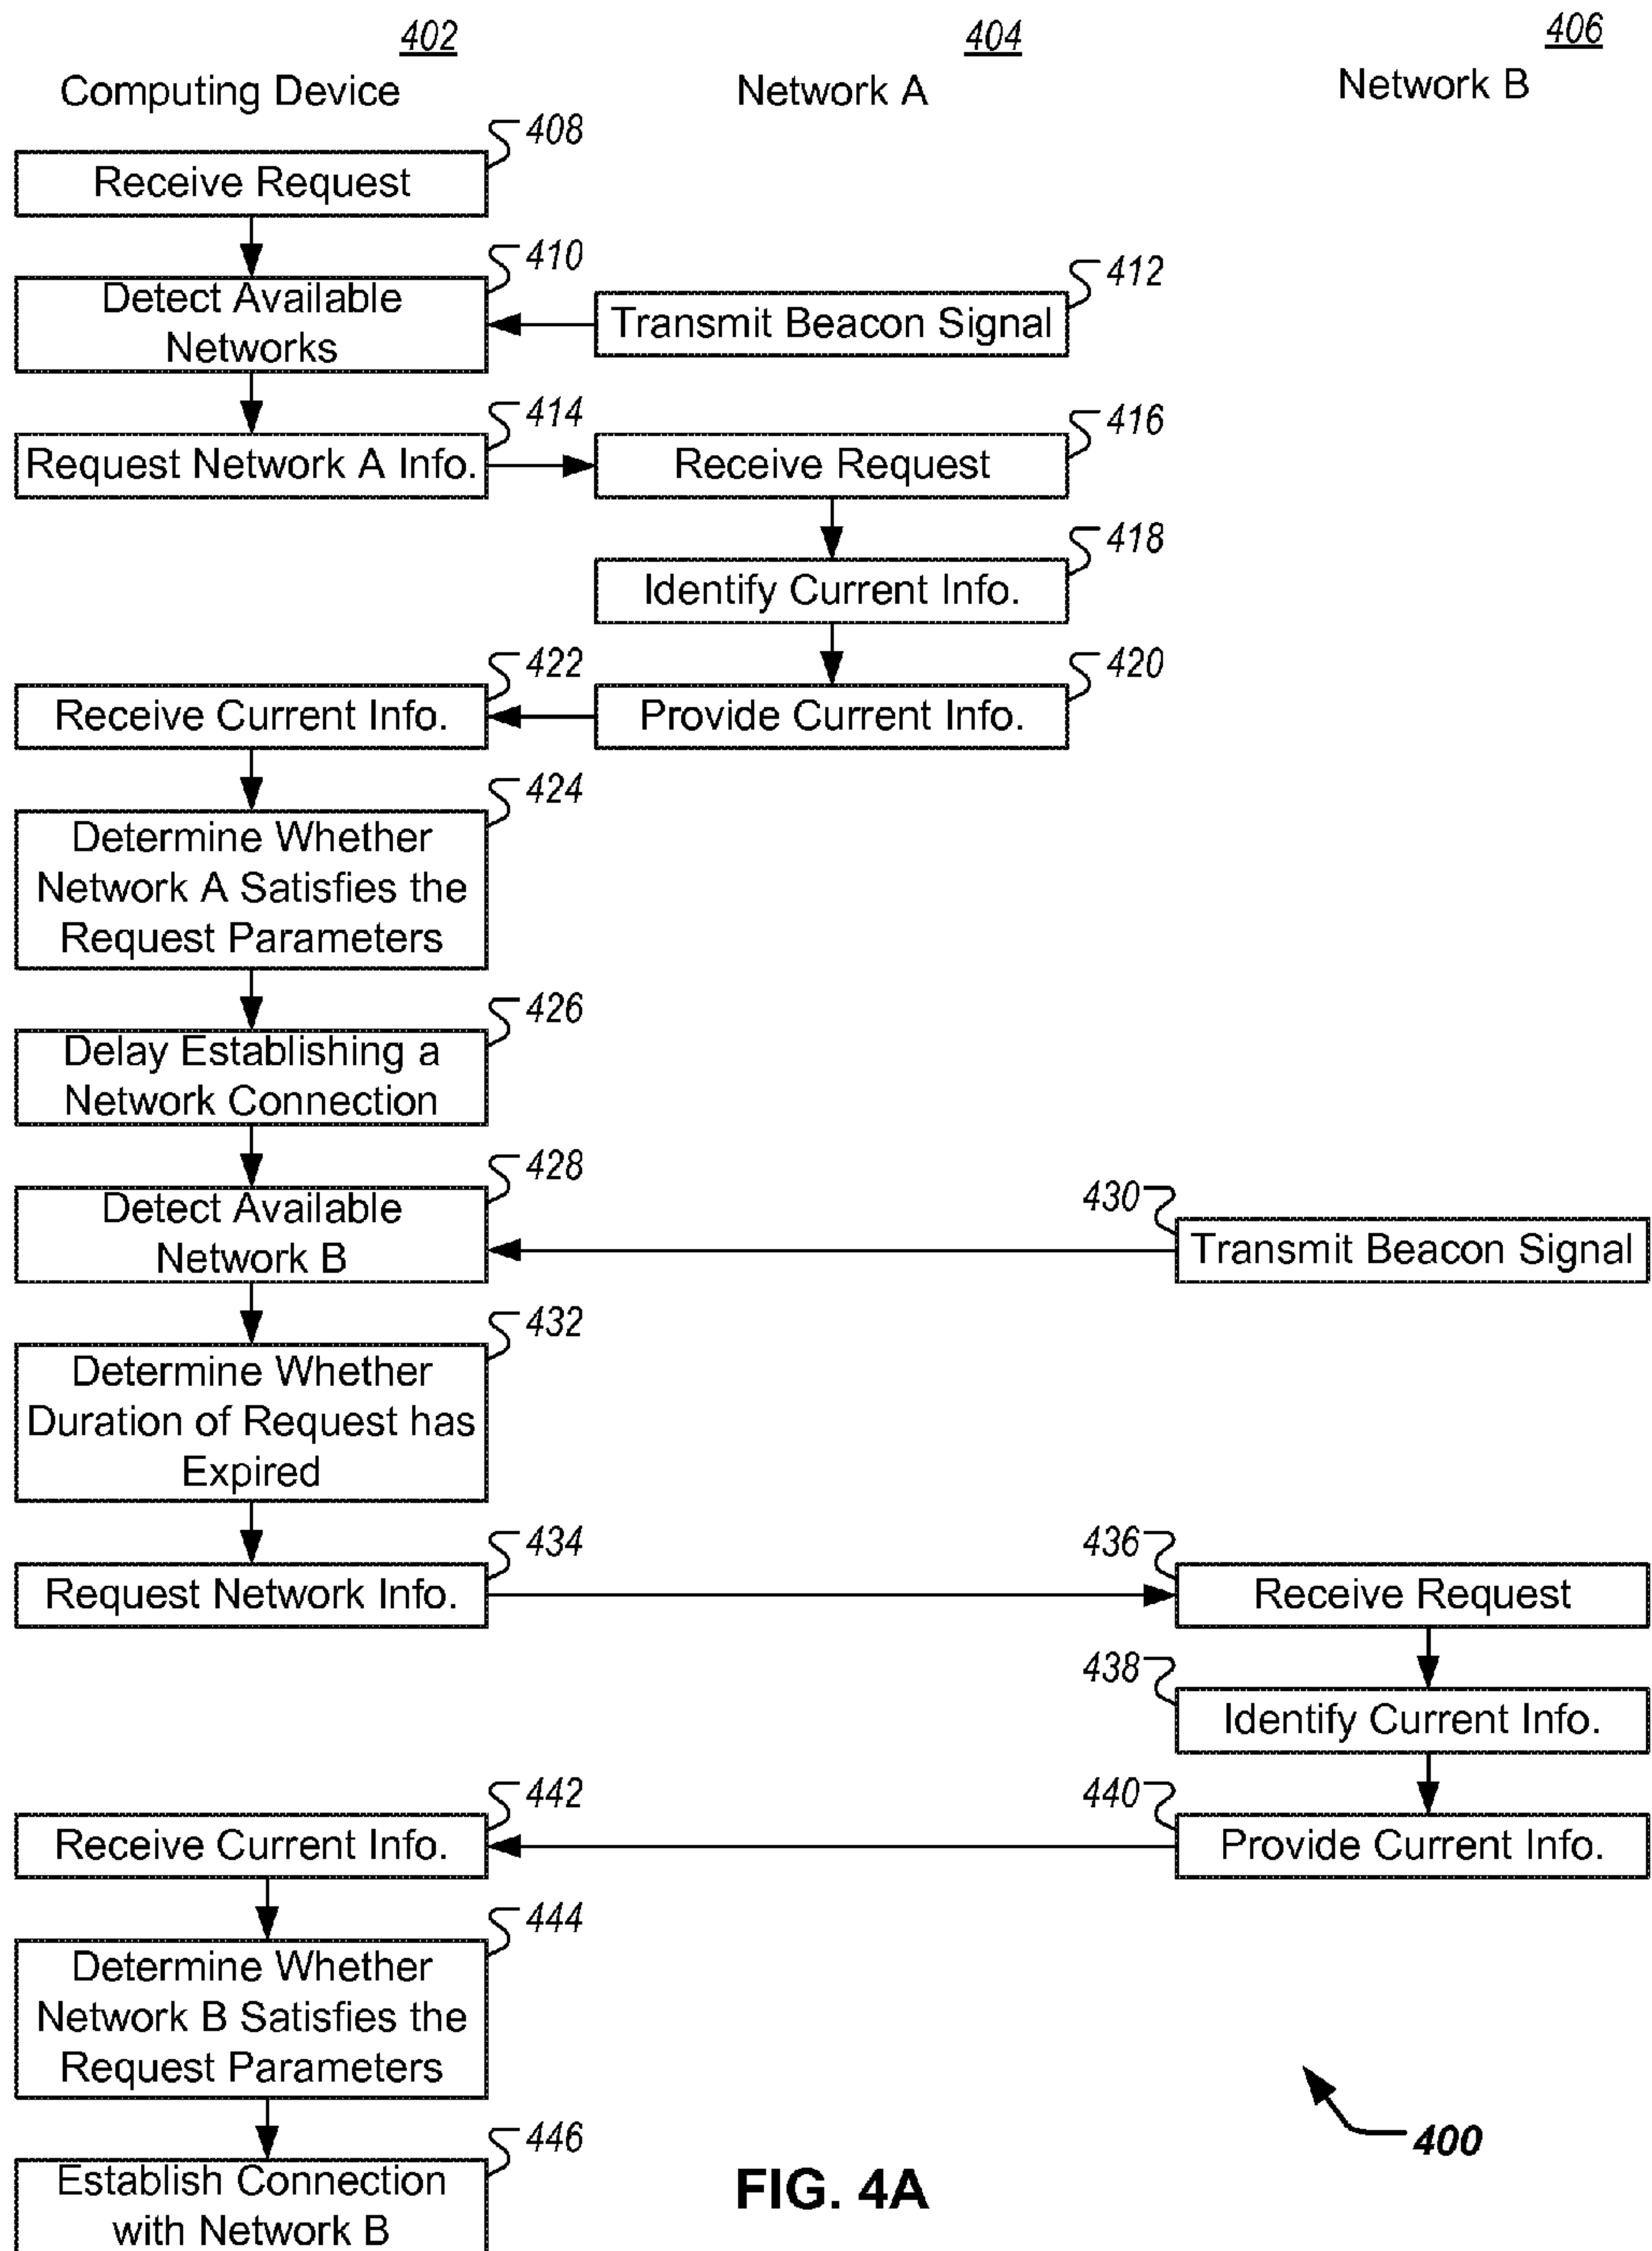 402
404
406
Computing Device
Network A
Network B
408
Receive Request
410
412
Detect Available
Networks
Transmit Beacon Signal
414
416
Request Network A Info.
Receive Request
418
Identify Current Info.
422
420
Receive Current Info.
Provide Current Info.
424
Determine Whether
Network A Satisfies the
Request Parameters
426
Delay Establishing a
Network Connection
428
430
Detect Available
Network B
Transmit Beacon Signal
432
Determine Whether
Duration of Request has
Expired
434
436
Request Network Info.
Receive Request
438
Identify Current Info.
442
440
Receive Current Info.
Provide Current Info.
444
Determine Whether
Network B Satisfies the
Request Parameters
446
400
Establish Connection
with Network B
FIG. 4A